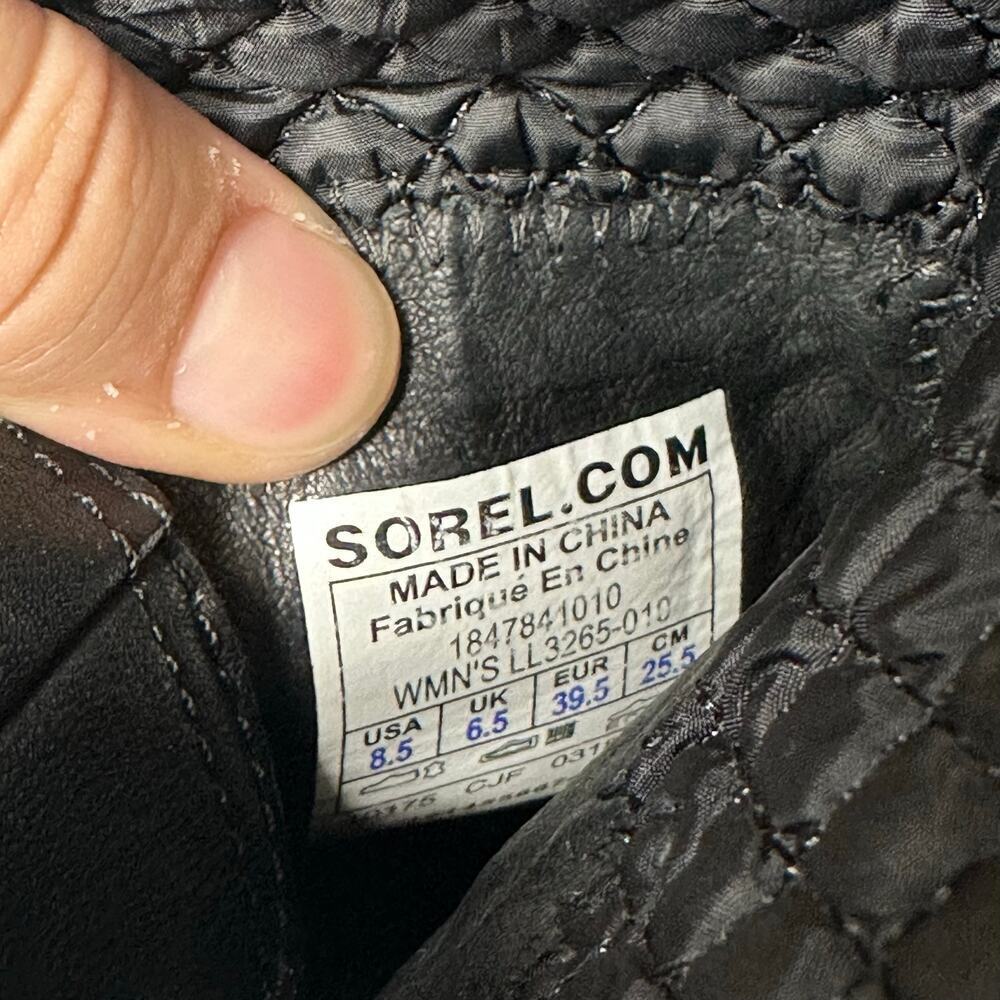 SOREL.COM
MADE IN CHINA
Fabriqué En Chine
1847841010
WMN'S LL3265-010
USA UK EUR CM
8.5 6.5 39.5 25.5
CJF